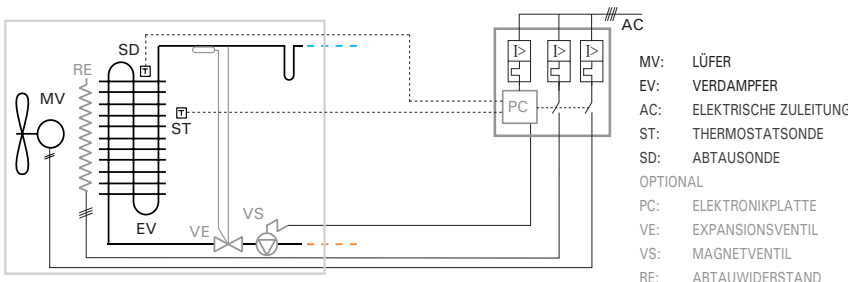 AC
SD
I> I> I>
RE
MV
PC
ST
EV
VE
VS
MV: LÜFER
EV: VERDAMPFER
AC: ELEKTRISCHE ZULEITUNG
ST: THERMOSTATSONDE
SD: ABTAUSONDE
OPTIONAL
PC: ELEKTRONIKPLATTE
VE: EXPANSIONSVENTIL
VS: MAGNETVENTIL
RE: ABTAUWIDERSTAND